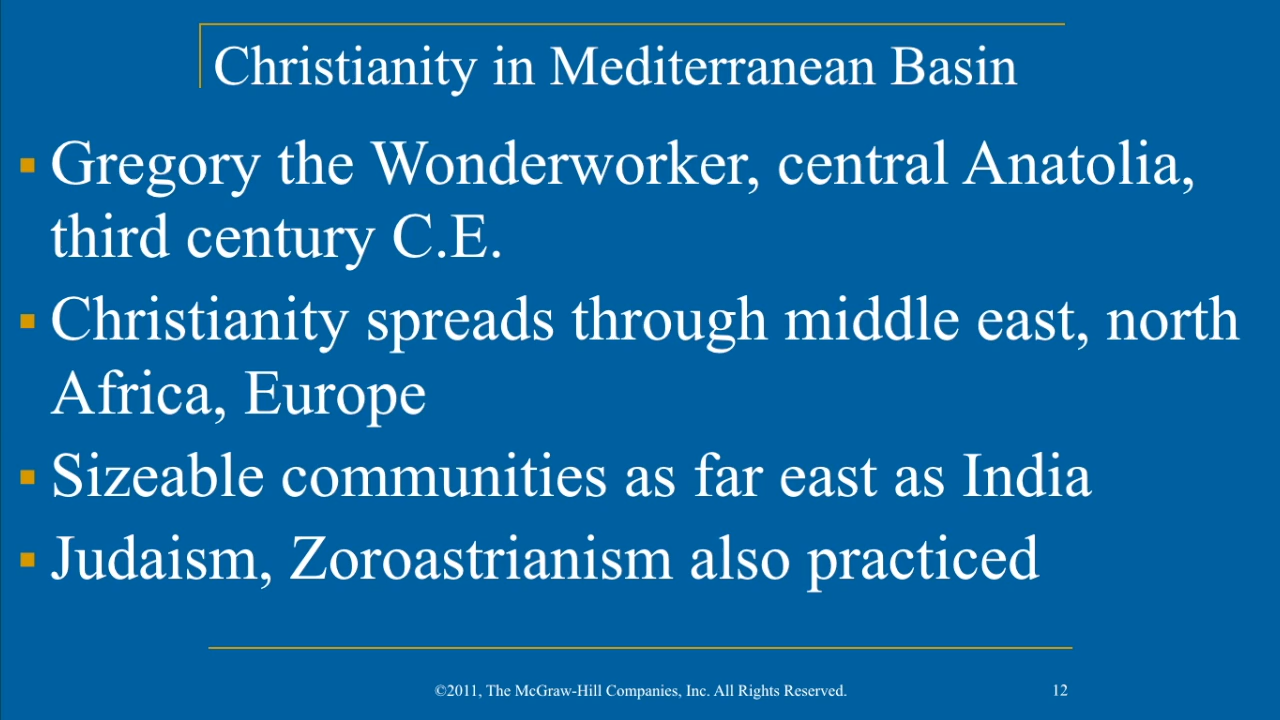 Christianity in Mediterranean Basin
▪ Gregory the Wonderworker, central Anatolia,
third century C.E.
▪ Christianity spreads through middle east, north
Africa, Europe
▪ Sizeable communities as far east as India
▪ Judaism, Zoroastrianism also practiced
©2011, The McGraw-Hill Companies, Inc. All Rights Reserved.
12